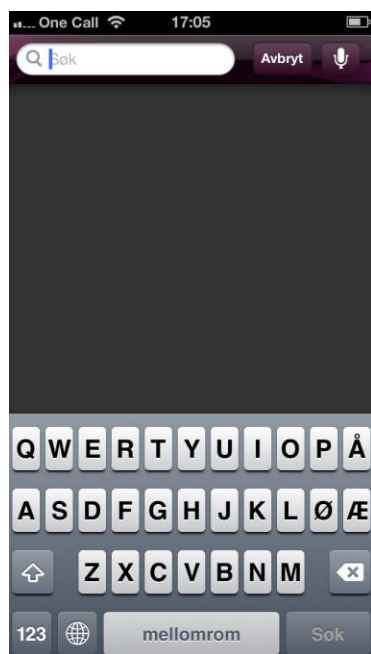 ... One Call 17:05
Søk Avbryt
Q W E R T Y U I O P Å
A S D F G H J K L Ø Æ
Z X C V B N M
123 mellomrom Søk